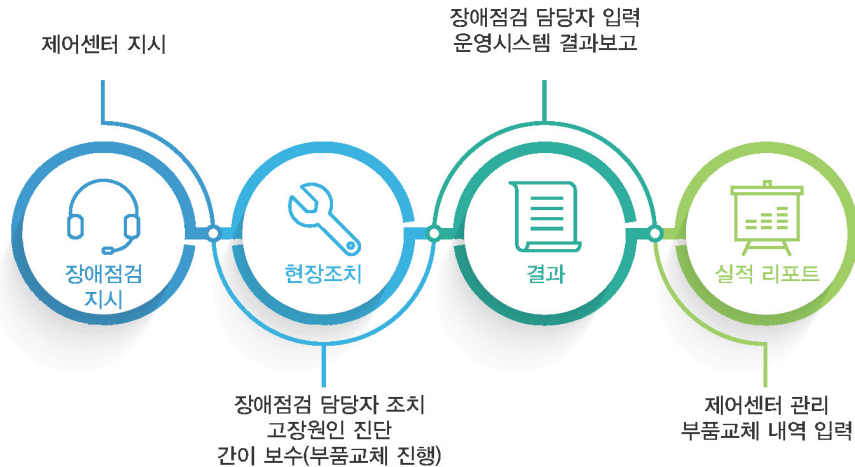 제어센터 지시
장애점검 담당자 입력
운영시스템 결과보고
장애점검
지시
현장조치
결과
실적 리포트
장애점검 담당자 조치
고장원인 진단
간이 보수(부품교체 진행)
제어센터 관리
부품교체 내역 입력